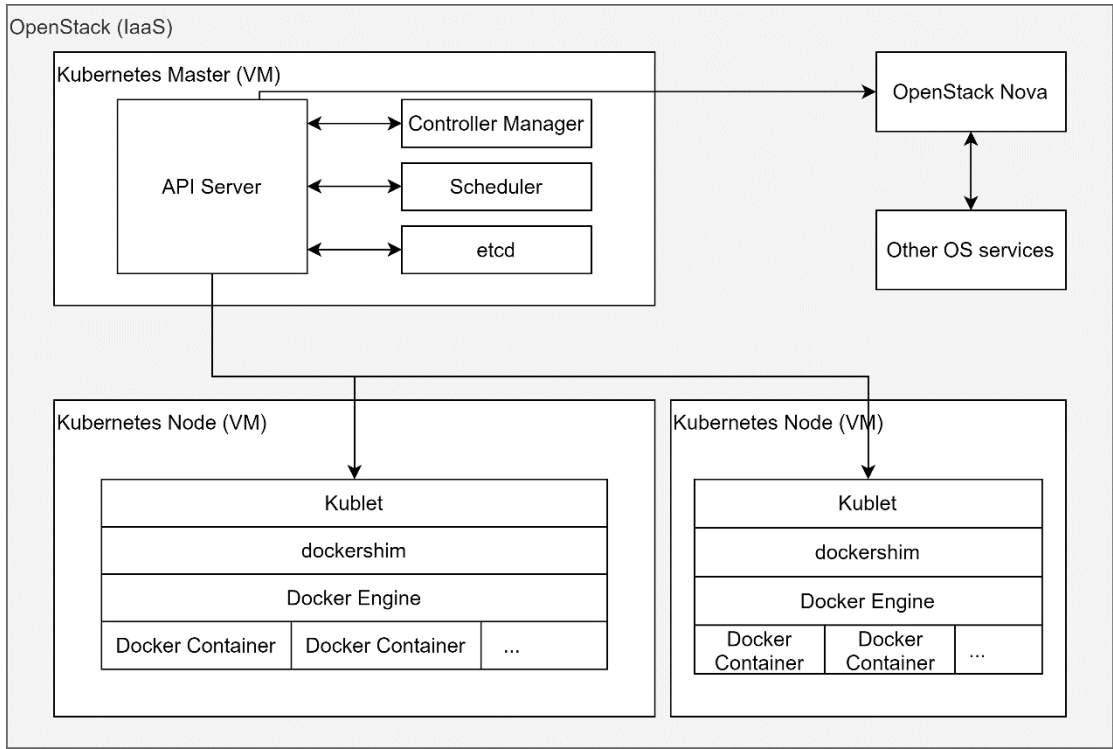 OpenStack (IaaS)
Kubernetes Master (VM)
API Server
Controller Manager
Scheduler
etcd
OpenStack Nova
Other OS services
Kubernetes Node (VM)
Kublet
dockershim
Docker Engine
Docker Container
Docker Container
...
Kubernetes Node (VM)
Kublet
dockershim
Docker Engine
Docker
Container
Docker
Container
...